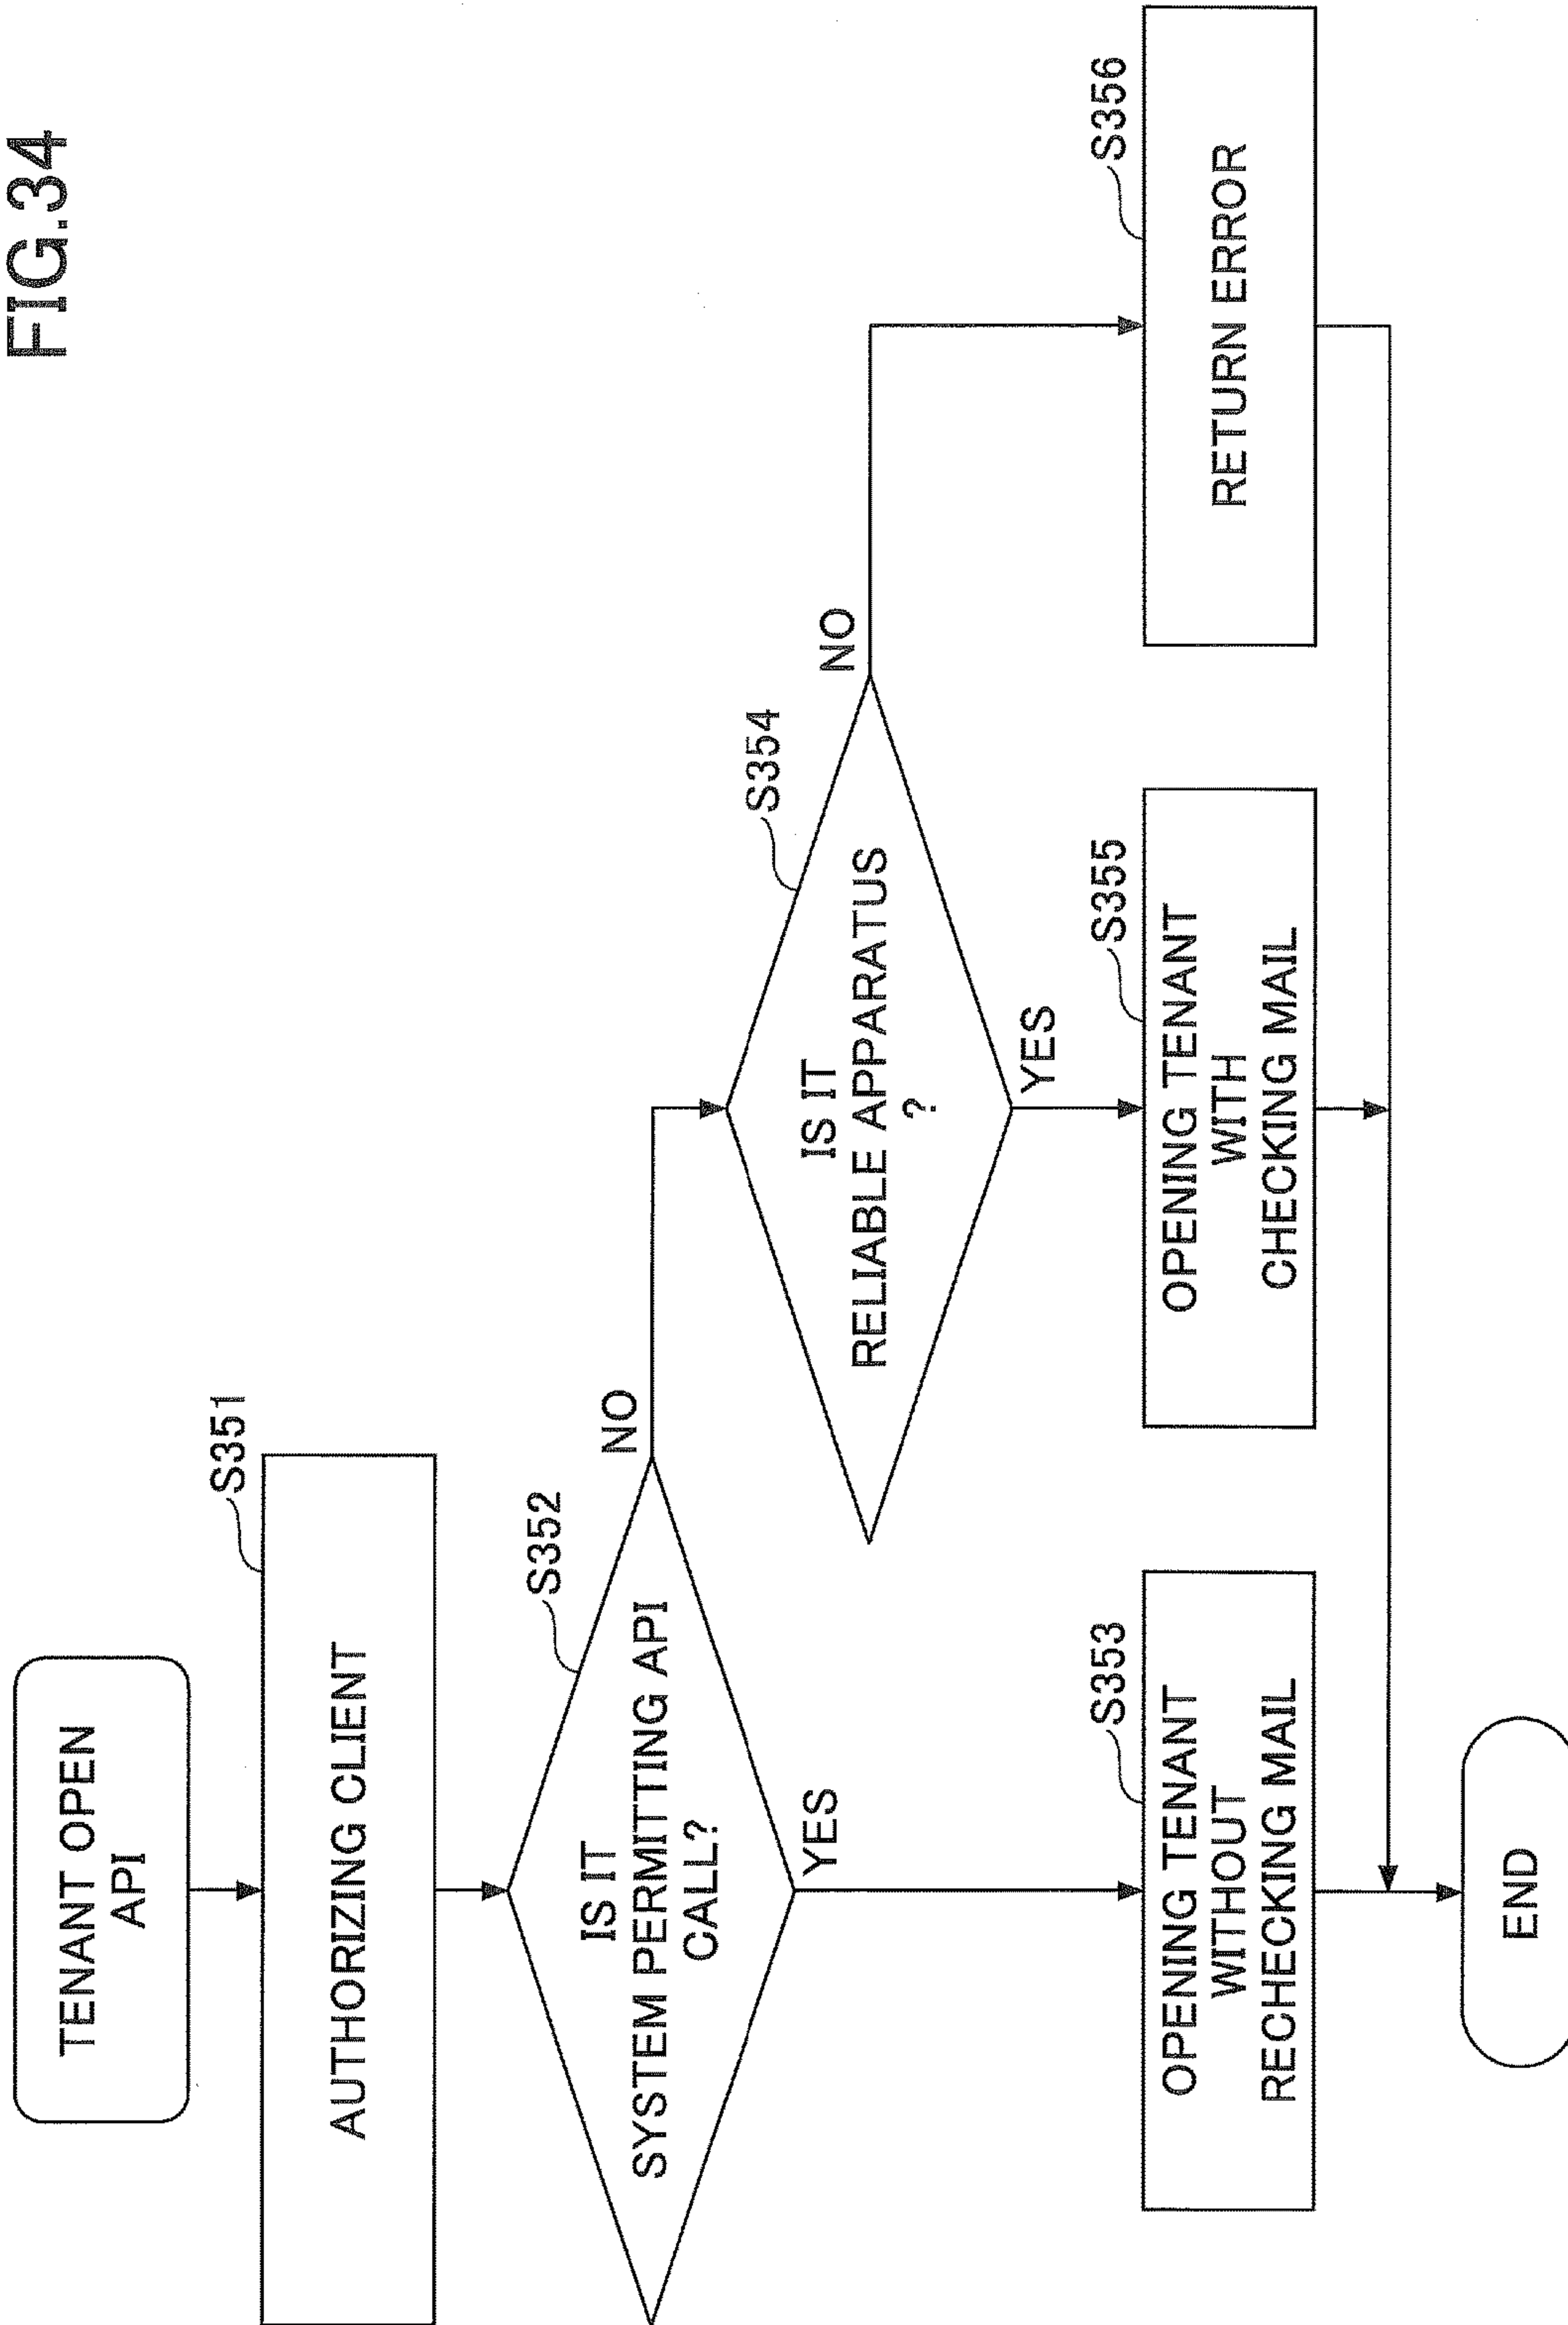 FIG.34
TENANT OPEN
API
S351
AUTHORIZING CLIENT
S352
IS IT
SYSTEM PERMITTING API
CALL?
NO
YES
S354
IS IT
RELIABLE APPARATUS
?
NO
YES
S353
OPENING TENANT
WITHOUT
RECHECKING MAIL
S355
OPENING TENANT
WITH
CHECKING MAIL
S356
RETURN ERROR
END